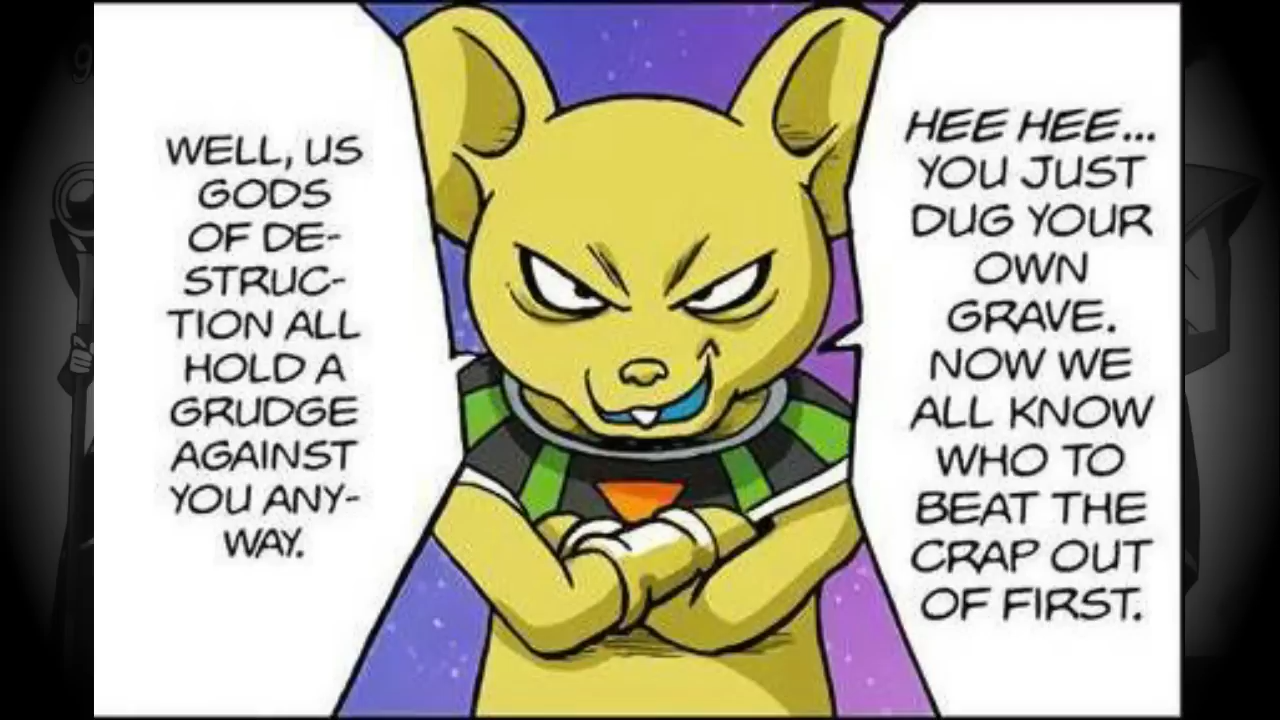 HEE HEE...
YOU JUST
DUG YOUR
OWN
GRAVE.
NOW WE
ALL KNOW
WHO TO
BEAT THE
CRAP OUT
OF FIRST.
WELL, US
GODS
OF DE-
STRUC-
TION ALL
HOLD A
GRUDGE
AGAINST
YOU ANY-
WAY.